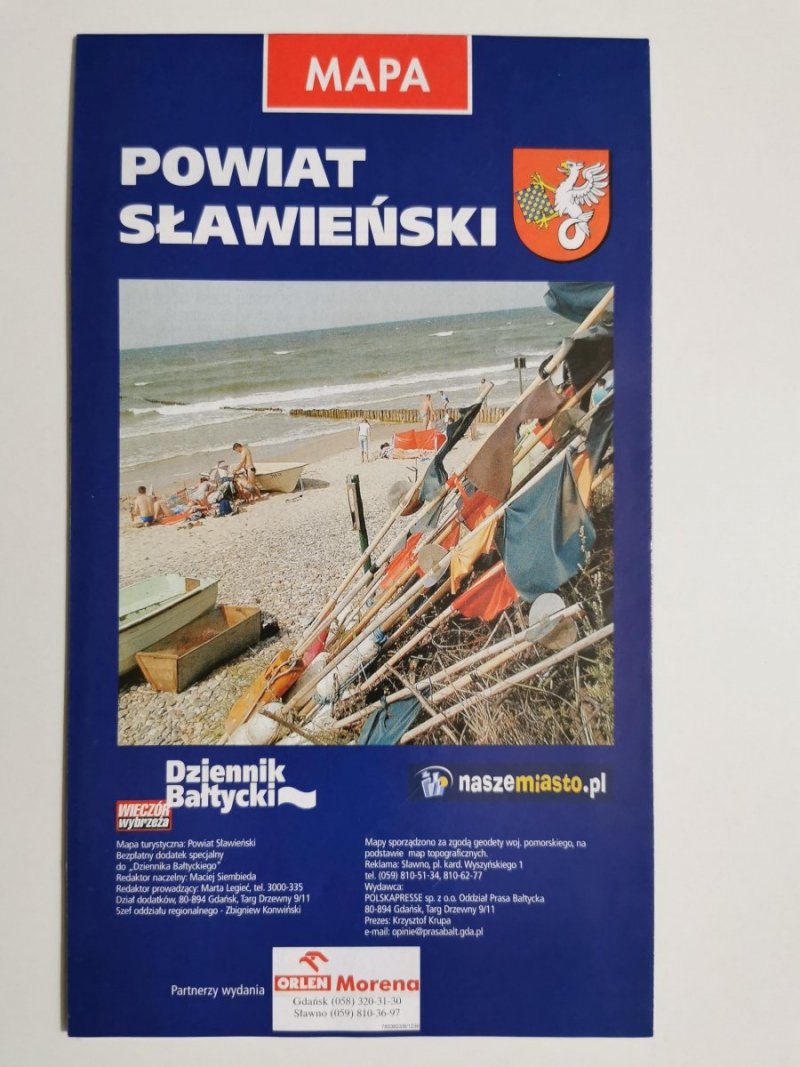 MAPA
POWIAT
SŁAWIEŃSKI
Dziennik
Bałtycki
WIECZÓR
wybrzeża
naszemiasto.pl
Mapa turystyczna: Powiat Sławieński
Bezpłatny dodatek specjalny
do „Dziennika Bałtyckiego"
Redaktor naczelny: Maciej Siembieda
Redaktor prowadzący: Marta Legieć, tel. 3000-335
Dział dodatków, 80-894 Gdańsk, Targ Drzewny 9/11
Szef oddziału regionalnego - Zbigniew Konwiński
Mapy sporządzono za zgodą geodety woj. pomorskiego, na
podstawie map topograficznych.
Reklama: Sławno, pl. kard. Wyszyńskiego 1
tel. (059) 810-51-34, 810-62-77
Wydawca:
POLSKAPRESSE sp. z o.o. Oddział Prasa Bałtycka
80-894 Gdańsk, Targ Drzewny 9/11
Prezes: Krzysztof Krupa
e-mail: opinie@prasabalt.gda.pl
Partnerzy wydania
ORLEN Morena
Gdańsk (058) 320-31-30
Sławno (059) 810-36-97